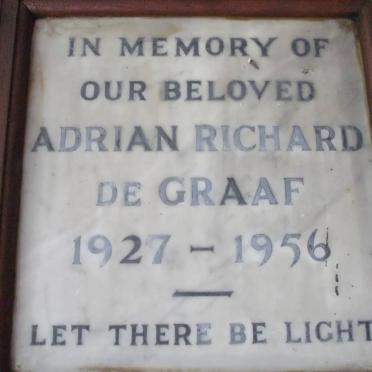 IN MEMORY OF
OUR BELOVED
ADRIAN RICHARD
DE GRAAF
1927 – 1956
LET THERE BE LIGHT